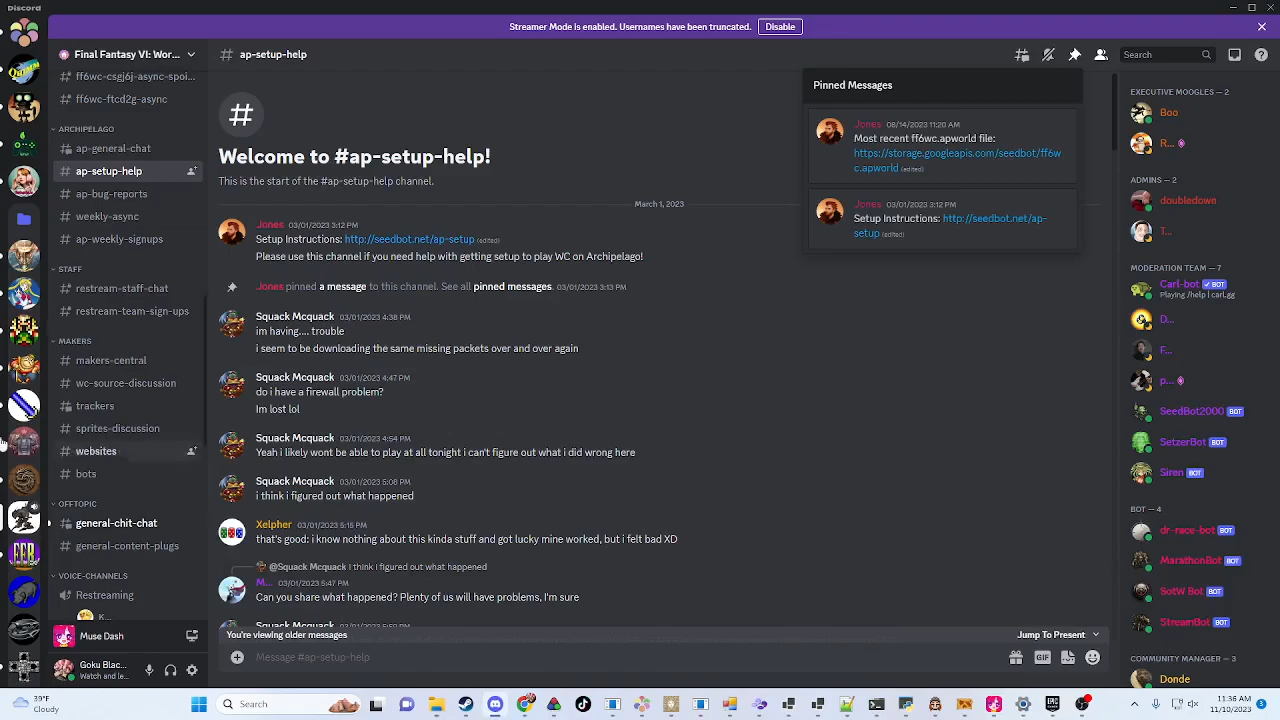 Discord
Streamer Mode is enabled. Usernames have been truncated.
Disable
Final Fantasy VI: Wor...
ff6wc-csgj6j-async-spoi...
ff6wc-ftcd2g-async
ARCHIPELAGO
ap-general-chat
ap-setup-help
ap-bug-reports
weekly-async
ap-weekly-signups
STAFF
restream-staff-chat
restream-team-sign-ups
MAKERS
makers-central
wc-source-discussion
trackers
sprites-discussion
websites
bots
OFFTOPIC
general-chit-chat
general-content-plugs
VOICE-CHANNELS
Restreaming
K...
Muse Dash
Gkou Bac...
Watch and le...
# ap-setup-help
Search
#
Welcome to #ap-setup-help!
This is the start of the #ap-setup-help channel.
March 1, 2023
Jones 03/01/2023 3:12 PM
Setup Instructions: http://seedbot.net/ap-setup (edited)
Please use this channel if you need help with getting setup to play WC on Archipelago!
Jones pinned a message to this channel. See all pinned messages. 03/01/2023 3:13 PM
Squack Mcquack 03/01/2023 4:38 PM
im having.... trouble
i seem to be downloading the same missing packets over and over again
Squack Mcquack 03/01/2023 4:47 PM
do i have a firewall problem?
Im lost lol
Squack Mcquack 03/01/2023 4:54 PM
Yeah i likely wont be able to play at all tonight i can't figure out what i did wrong here
Squack Mcquack 03/01/2023 5:08 PM
i think i figured out what happened
Xelpher 03/01/2023 5:15 PM
that's good: i know nothing about this kinda stuff and got lucky mine worked, but i felt bad XD
@Squack Mcquack i think i figured out what happened
M... 03/01/2023 5:47 PM
Can you share what happened? Plenty of us will have problems, I'm sure
You're viewing older messages
Jump To Present
Message #ap-setup-help
GIF
Pinned Messages
Jones 08/14/2023 11:20 AM
Most recent ff6wc.apworld file:
https://storage.googleapis.com/seedbot/ff6w
c.apworld (edited)
Jones 03/01/2023 3:12 PM
Setup Instructions: http://seedbot.net/ap-
setup (edited)
EXECUTIVE MOOGLES — 2
Boo
R...
ADMINS — 2
doubledown
T...
MODERATION TEAM — 7
Carl-bot BOT
Playing /help | carl.gg
D...
F...
p...
SeedBot2000 BOT
SetzerBot BOT
Siren BOT
BOT — 4
dr-race-bot BOT
MarathonBot BOT
SotW Bot BOT
StreamBot BOT
COMMUNITY MANAGER — 3
Donde
39°F
Cloudy
Search
11:36 AM
11/10/2023